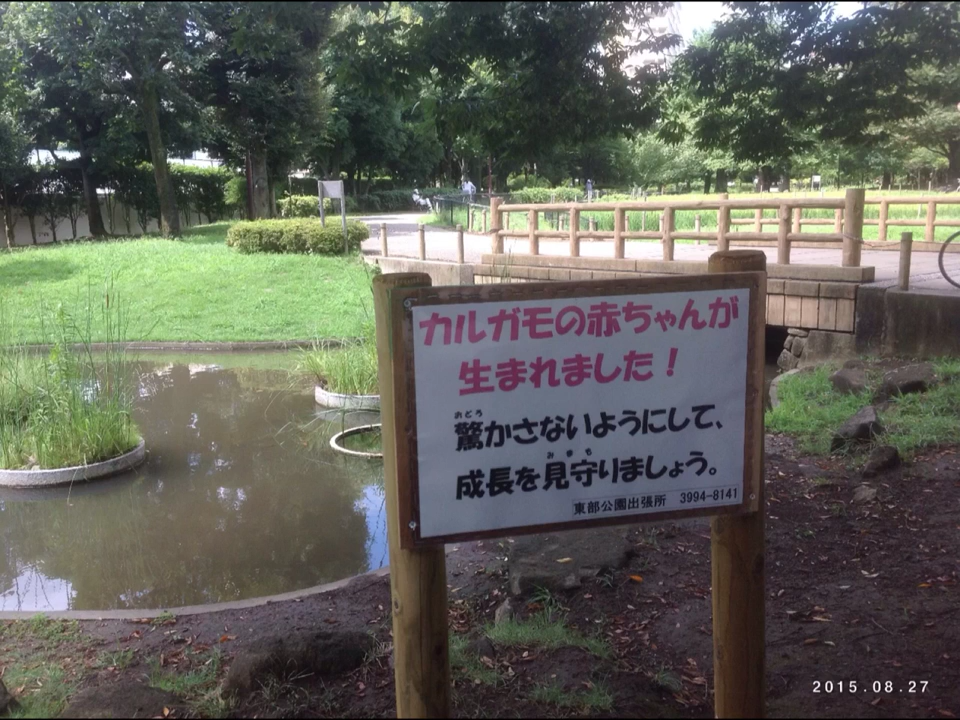 カルガモの赤ちゃんが
生まれました！
おどろ
驚かさないようにして、
みまも
成長を見守りましょう。
東部公園出張所 3994-8141
2015.08.27